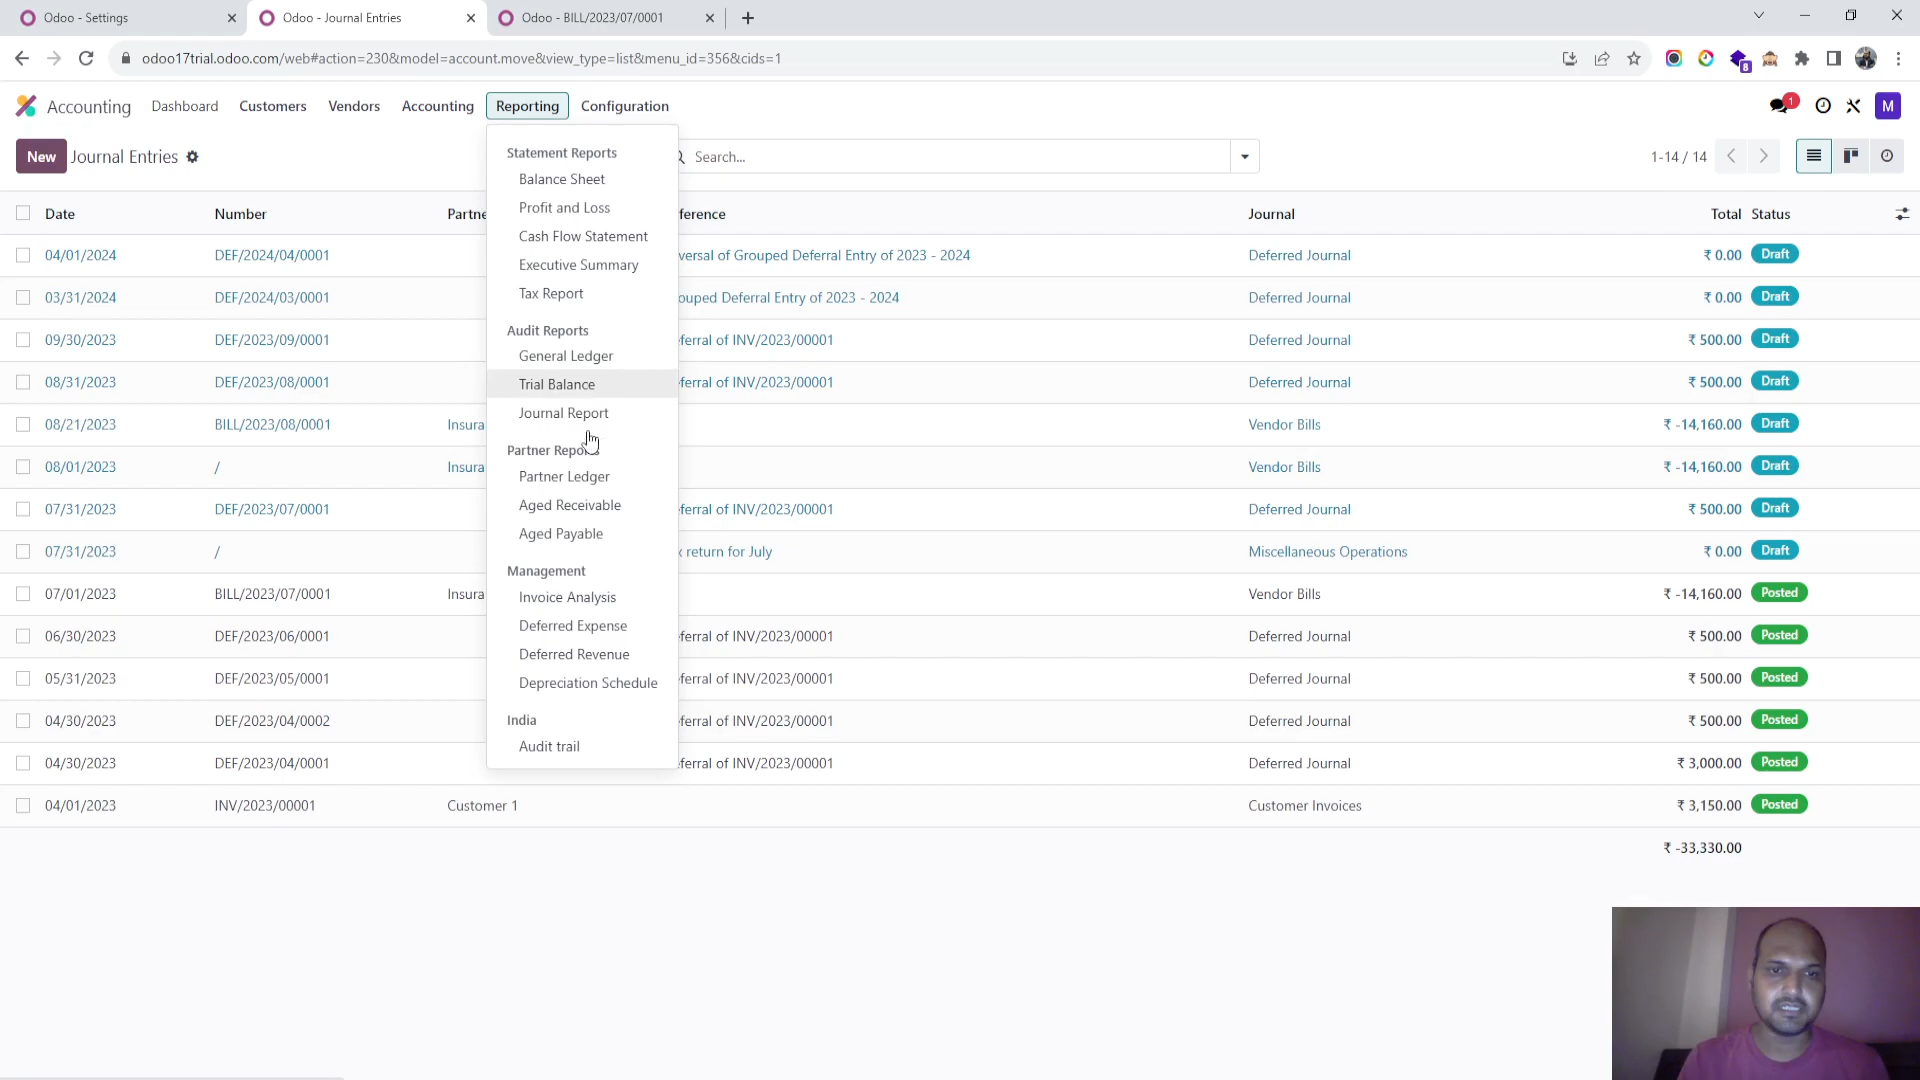 Odoo - Settings
Odoo - Journal Entries
Odoo - BILL/2023/07/0001
odoo17trial.odoo.com/web#action=230&model=account.move&view_type=list&menu_id=356&cids=1
8
Accounting Dashboard Customers Vendors Accounting Reporting Configuration
1
M
New Journal Entries
Search...
1-14 / 14
Statement Reports
Balance Sheet
Profit and Loss
Cash Flow Statement
Executive Summary
Tax Report
Audit Reports
General Ledger
Trial Balance
Journal Report
Partner Reports
Partner Ledger
Aged Receivable
Aged Payable
Management
Invoice Analysis
Deferred Expense
Deferred Revenue
Depreciation Schedule
India
Audit trail
Date Number Partne ference Journal Total Status
04/01/2024 DEF/2024/04/0001 versal of Grouped Deferral Entry of 2023 - 2024 Deferred Journal ₹ 0.00 Draft
03/31/2024 DEF/2024/03/0001 ouped Deferral Entry of 2023 - 2024 Deferred Journal ₹ 0.00 Draft
09/30/2023 DEF/2023/09/0001 ferral of INV/2023/00001 Deferred Journal ₹ 500.00 Draft
08/31/2023 DEF/2023/08/0001 ferral of INV/2023/00001 Deferred Journal ₹ 500.00 Draft
08/21/2023 BILL/2023/08/0001 Insura Vendor Bills ₹ -14,160.00 Draft
08/01/2023 / Insura Vendor Bills ₹ -14,160.00 Draft
07/31/2023 DEF/2023/07/0001 ferral of INV/2023/00001 Deferred Journal ₹ 500.00 Draft
07/31/2023 / x return for July Miscellaneous Operations ₹ 0.00 Draft
07/01/2023 BILL/2023/07/0001 Insura Vendor Bills ₹ -14,160.00 Posted
06/30/2023 DEF/2023/06/0001 ferral of INV/2023/00001 Deferred Journal ₹ 500.00 Posted
05/31/2023 DEF/2023/05/0001 ferral of INV/2023/00001 Deferred Journal ₹ 500.00 Posted
04/30/2023 DEF/2023/04/0002 ferral of INV/2023/00001 Deferred Journal ₹ 500.00 Posted
04/30/2023 DEF/2023/04/0001 ferral of INV/2023/00001 Deferred Journal ₹ 3,000.00 Posted
04/01/2023 INV/2023/00001 Customer 1 Customer Invoices ₹ 3,150.00 Posted
₹ -33,330.00